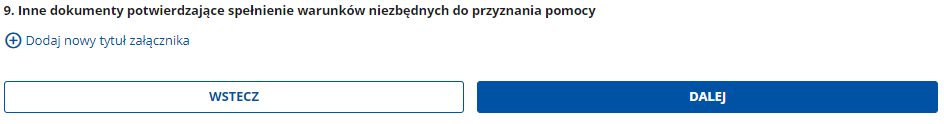 9. Inne dokumenty potwierdzające spełnienie warunków niezbędnych do przyznania pomocy
Dodaj nowy tytuł załącznika
WSTECZ
DALEJ